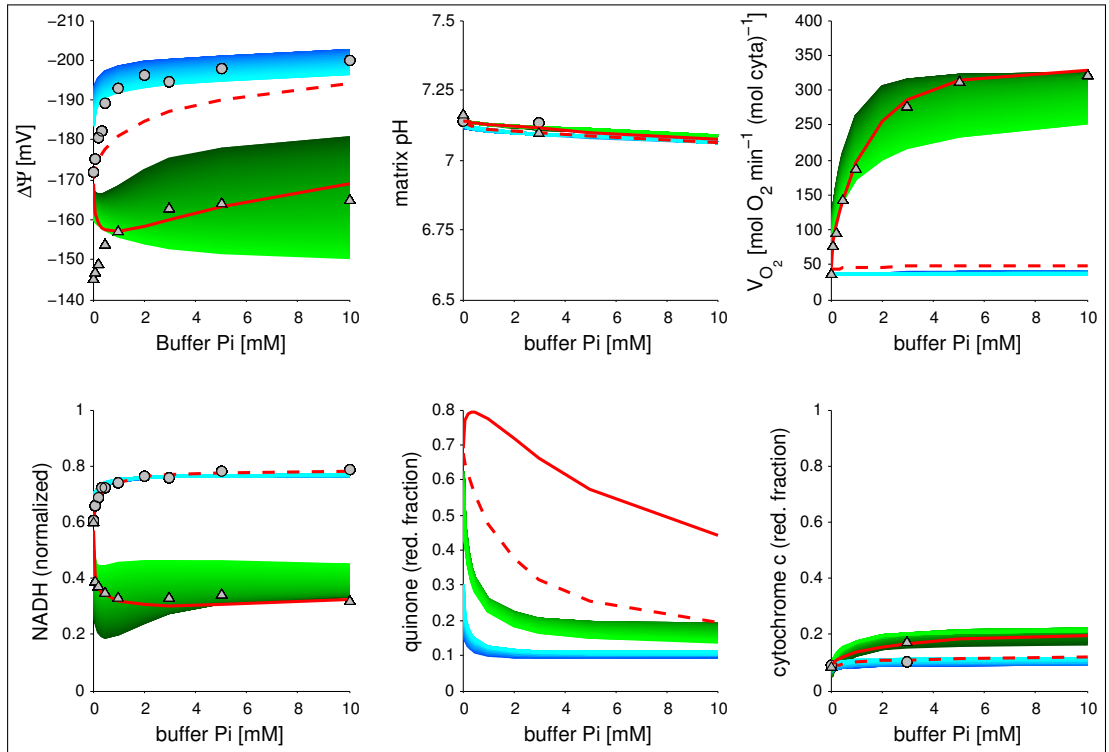 -210
-200
-190
-180
-170
-160
-150
-140
ΔΨ [mV]
0 2 4 6 8 10
Buffer Pi [mM]
7.5
7.25
7
6.75
6.5
matrix pH
0 2 4 6 8 10
buffer Pi [mM]
400
350
300
250
200
150
100
50
0
V_O₂ [mol O₂ min⁻¹ (mol cyta)⁻¹]
0 2 4 6 8 10
buffer Pi [mM]
1
0.8
0.6
0.4
0.2
0
NADH (normalized)
0 2 4 6 8 10
buffer Pi [mM]
0.8
0.7
0.6
0.5
0.4
0.3
0.2
0.1
0
quinone (red. fraction)
0 2 4 6 8 10
buffer Pi [mM]
1
0.8
0.6
0.4
0.2
0
cytochrome c (red. fraction)
0 2 4 6 8 10
buffer Pi [mM]